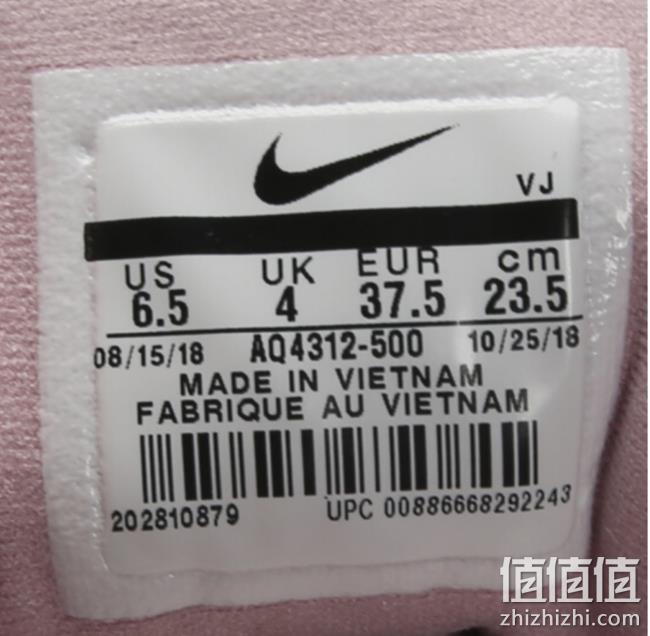 VJ
US UK EUR cm
6.5 4 37.5 23.5
08/15/18 AQ4312-500 10/25/18
MADE IN VIETNAM
FABRIQUE AU VIETNAM
202810879 UPC 00886668292243
值值值
zhizhizhi.com